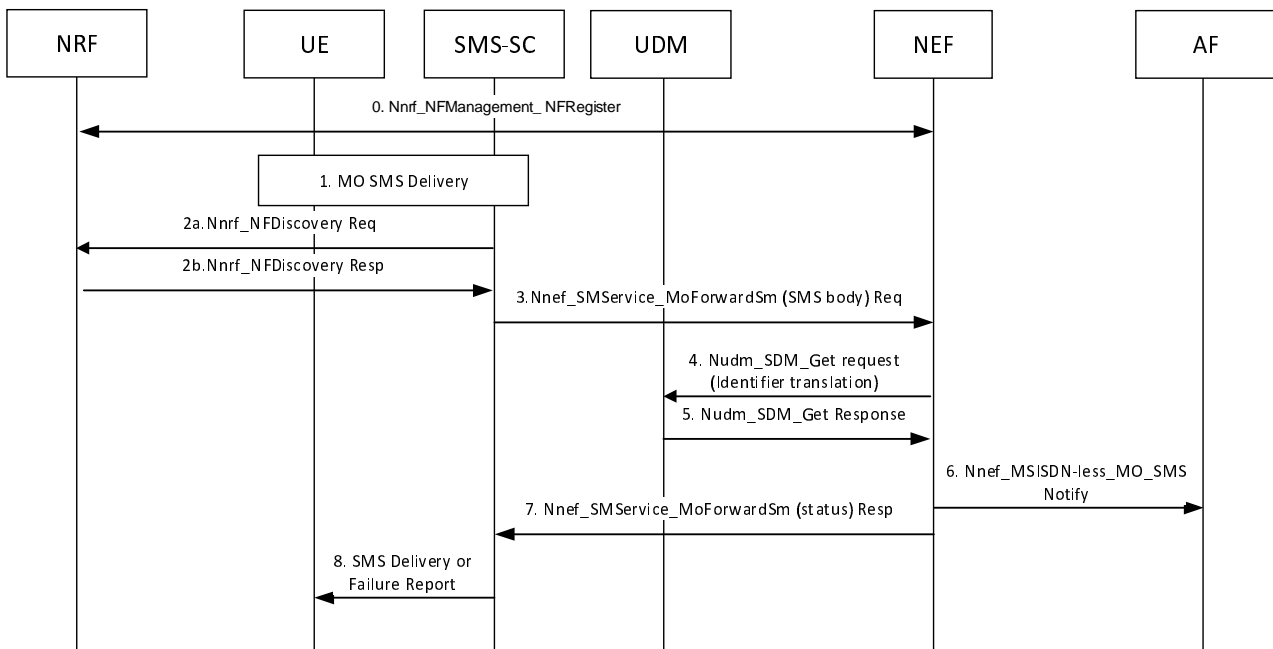 NRF
UE
SMS-SC
UDM
NEF
AF
0. Nnrf_NFManagement_ NFRegister
1. MO SMS Delivery
2a.Nnrf_NFDiscovery Req
2b.Nnrf_NFDiscovery Resp
3.Nnef_SMService_MoForwardSm (SMS body) Req
4. Nudm_SDM_Get request
(Identifier translation)
5. Nudm_SDM_Get Response
6. Nnef_MSISDN-less_MO_SMS
Notify
7. Nnef_SMService_MoForwardSm (status) Resp
8. SMS Delivery or
Failure Report